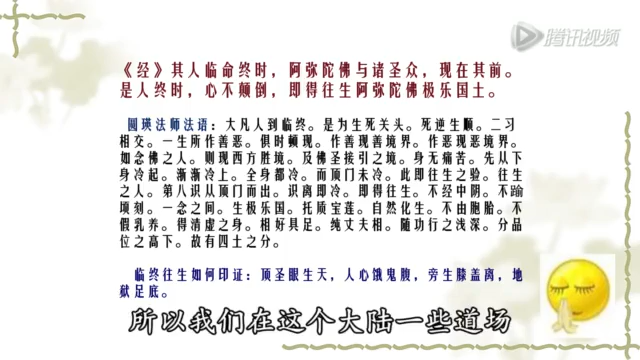 腾讯视频
《经》其人临命终时，阿弥陀佛与诸圣众，现在其前。
是人终时，心不颠倒，即得往生阿弥陀佛极乐国土。
圆瑛法师法语：大凡人到临终。是为生死关头。死逆生顺。二习
相交。一生所作善恶。俱时顿现。作善现善境界。作恶现恶境界。
如念佛之人。则现西方胜境。及佛圣接引之境。身无痛苦。先从下
身冷起。渐渐冷上。全身都冷。而顶门未冷。此即往生之验。往生
之人。第八识从顶门而出。识离即冷。即得往生。不经中阴。不踰
顷刻。一念之间。生极乐国。托质宝莲。自然化生。不由胞胎。不
假乳养。得清虚之身。相好具足。纯丈夫相。随功行之浅深。分品
位之高下。故有四土之分。
临终往生如何印证：顶圣眼生天，人心饿鬼腹，旁生膝盖离，地
狱足底。
所以我们在这个大陆一些道场